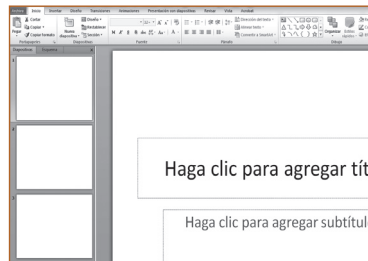 Archivo Inicio Insertar Diseño Transiciones Animaciones Presentación con diapositivas Revisar Vista Acrobat
Cortar
Copiar
Copiar formato
Pegar
Portapapeles
Nueva diapositiva
Diseño
Restablecer
Sección
Diapositivas
Fuente
Dirección del texto
Alinear texto
Convertir a SmartArt
Párrafo
Organizar
Estilos rápidos
Dibujo
Diapositivas Esquema
1
2
3
Haga clic para agregar tít
Haga clic para agregar subtítul